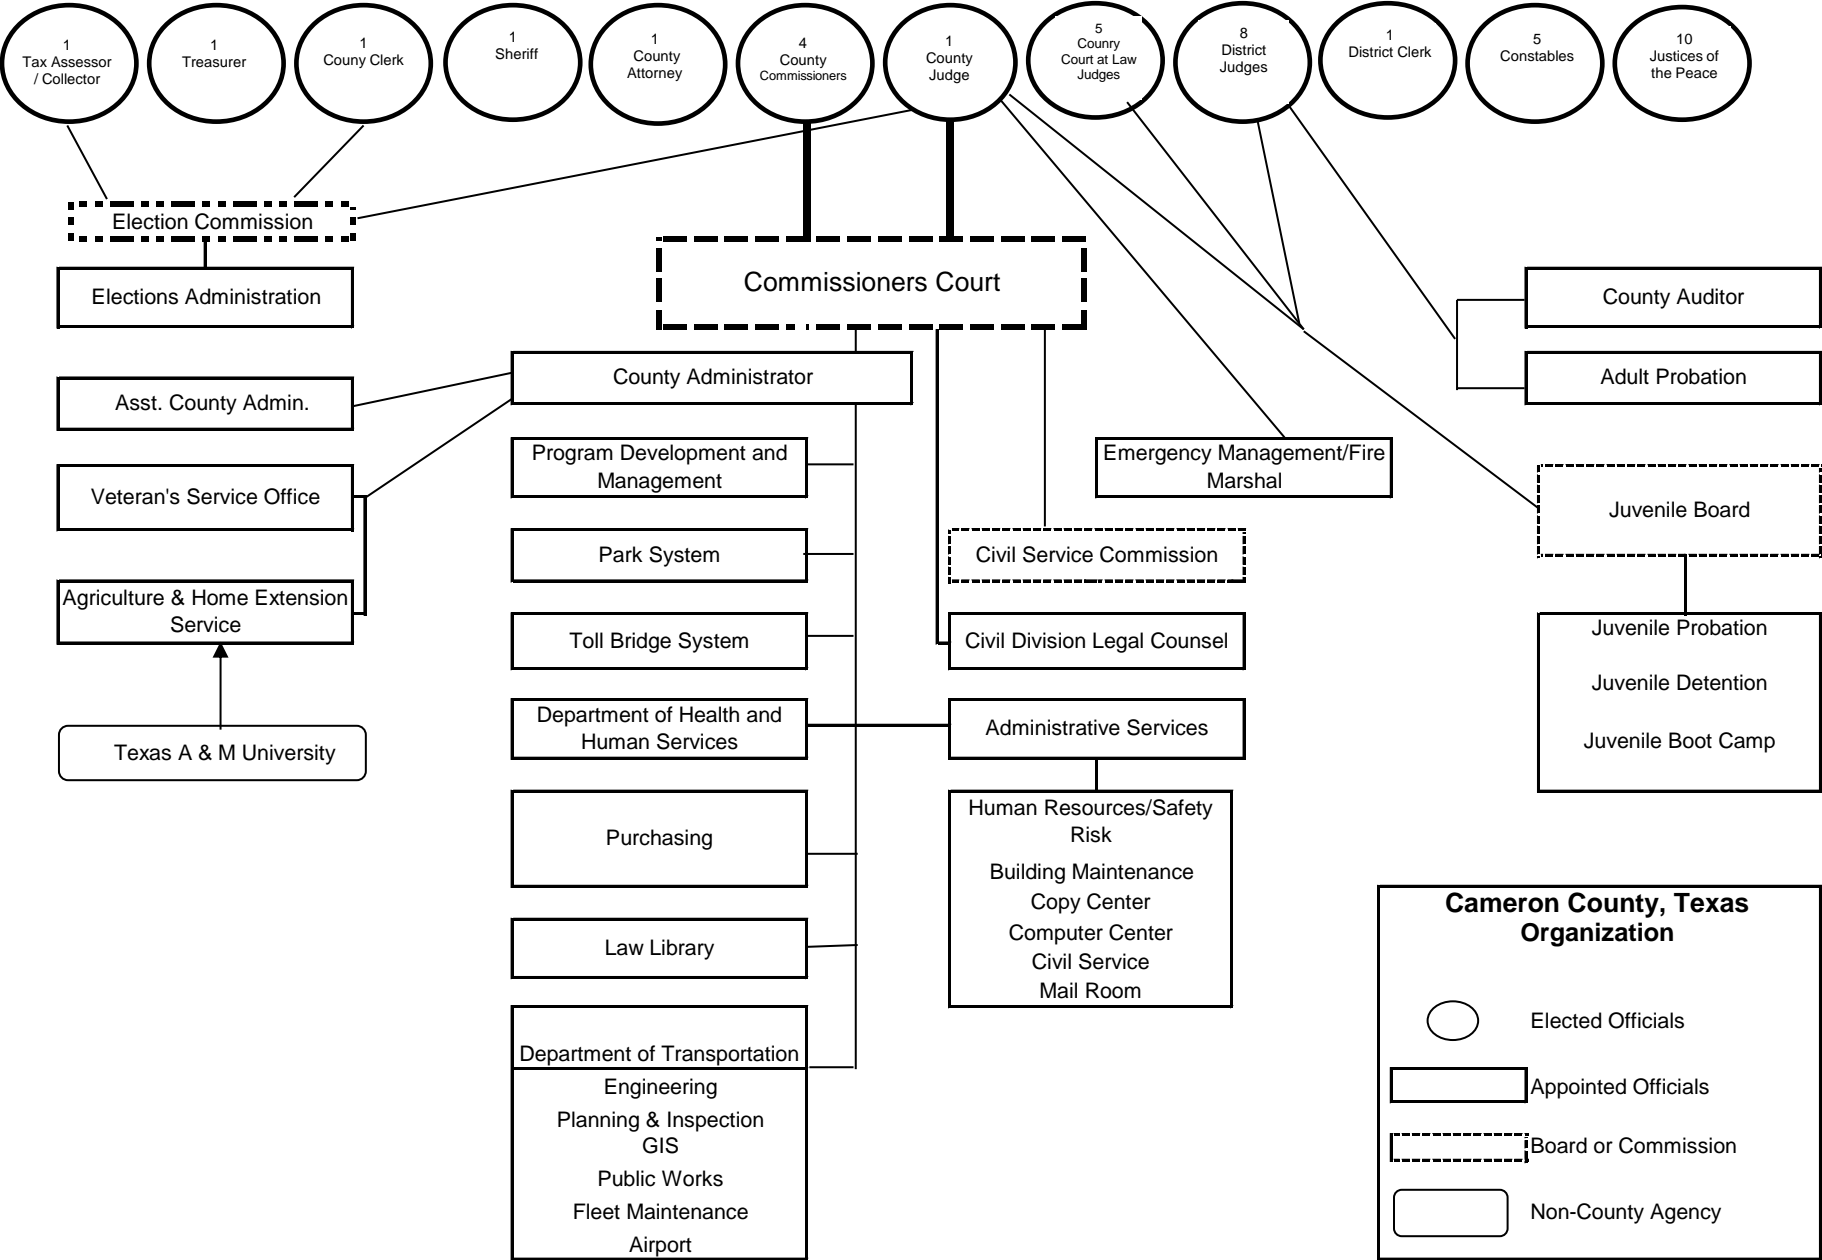 1
Tax Assessor
/ Collector
1
Treasurer
1
Couny Clerk
1
Sheriff
1
County
Attorney
4
County
Commissioners
1
County
Judge
5
Counry
Court at Law
Judges
8
District
Judges
1
District Clerk
5
Constables
10
Justices of
the Peace
Election Commission
Elections Administration
Commissioners Court
County Auditor
Adult Probation
County Administrator
Asst. County Admin.
Program Development and
Management
Emergency Management/Fire
Marshal
Veteran's Service Office
Juvenile Board
Park System
Civil Service Commission
Agriculture & Home Extension
Service
Toll Bridge System
Civil Division Legal Counsel
Juvenile Probation
Juvenile Detention
Juvenile Boot Camp
Texas A & M University
Department of Health and
Human Services
Administrative Services
Purchasing
Human Resources/Safety
Risk
Building Maintenance
Copy Center
Computer Center
Civil Service
Mail Room
Law Library
Department of Transportation
Engineering
Planning & Inspection
GIS
Public Works
Fleet Maintenance
Airport
Cameron County, Texas
Organization
Elected Officials
Appointed Officials
Board or Commission
Non-County Agency